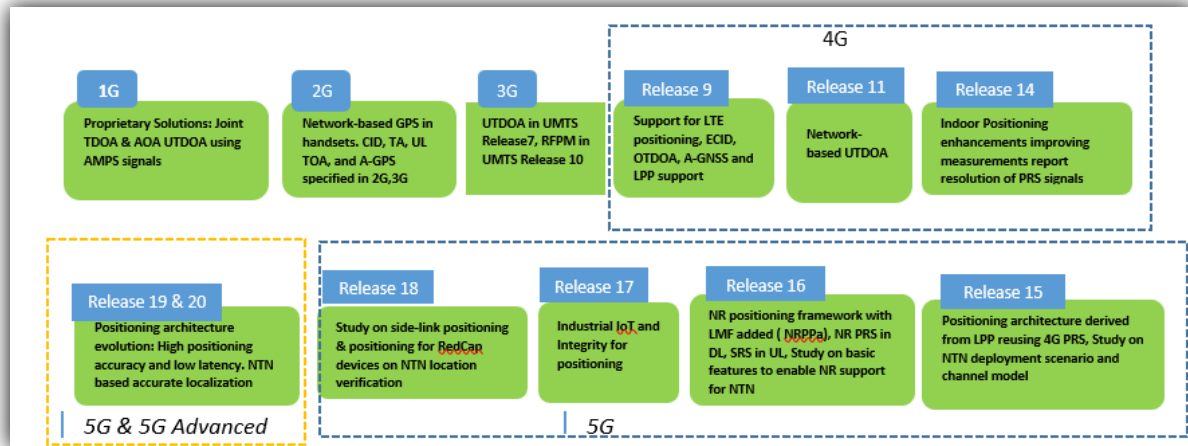 4G
1G
Proprietary Solutions: Joint
TDOA & AOA UTDOA using
AMPS signals
2G
Network-based GPS in
handsets. CID, TA, UL
TOA, and A-GPS
specified in 2G,3G
3G
UTDOA in UMTS
Release7, RFPM in
UMTS Release 10
Release 9
Support for LTE
positioning, ECID,
OTDOA, A-GNSS and
LPP support
Release 11
Network-
based UTDOA
Release 14
Indoor Positioning
enhancements improving
measurements report
resolution of PRS signals
Release 19 & 20
Positioning architecture
evolution: High positioning
accuracy and low latency. NTN
based accurate localization
5G & 5G Advanced
Release 18
Study on side-link positioning
& positioning for RedCap
devices on NTN location
verification
Release 17
Industrial IoT and
Integrity for
positioning
Release 16
NR positioning framework with
LMF added ( NRPPa), NR PRS in
DL, SRS in UL, Study on basic
features to enable NR support
for NTN
Release 15
Positioning architecture derived
from LPP reusing 4G PRS, Study on
NTN deployment scenario and
channel model
5G